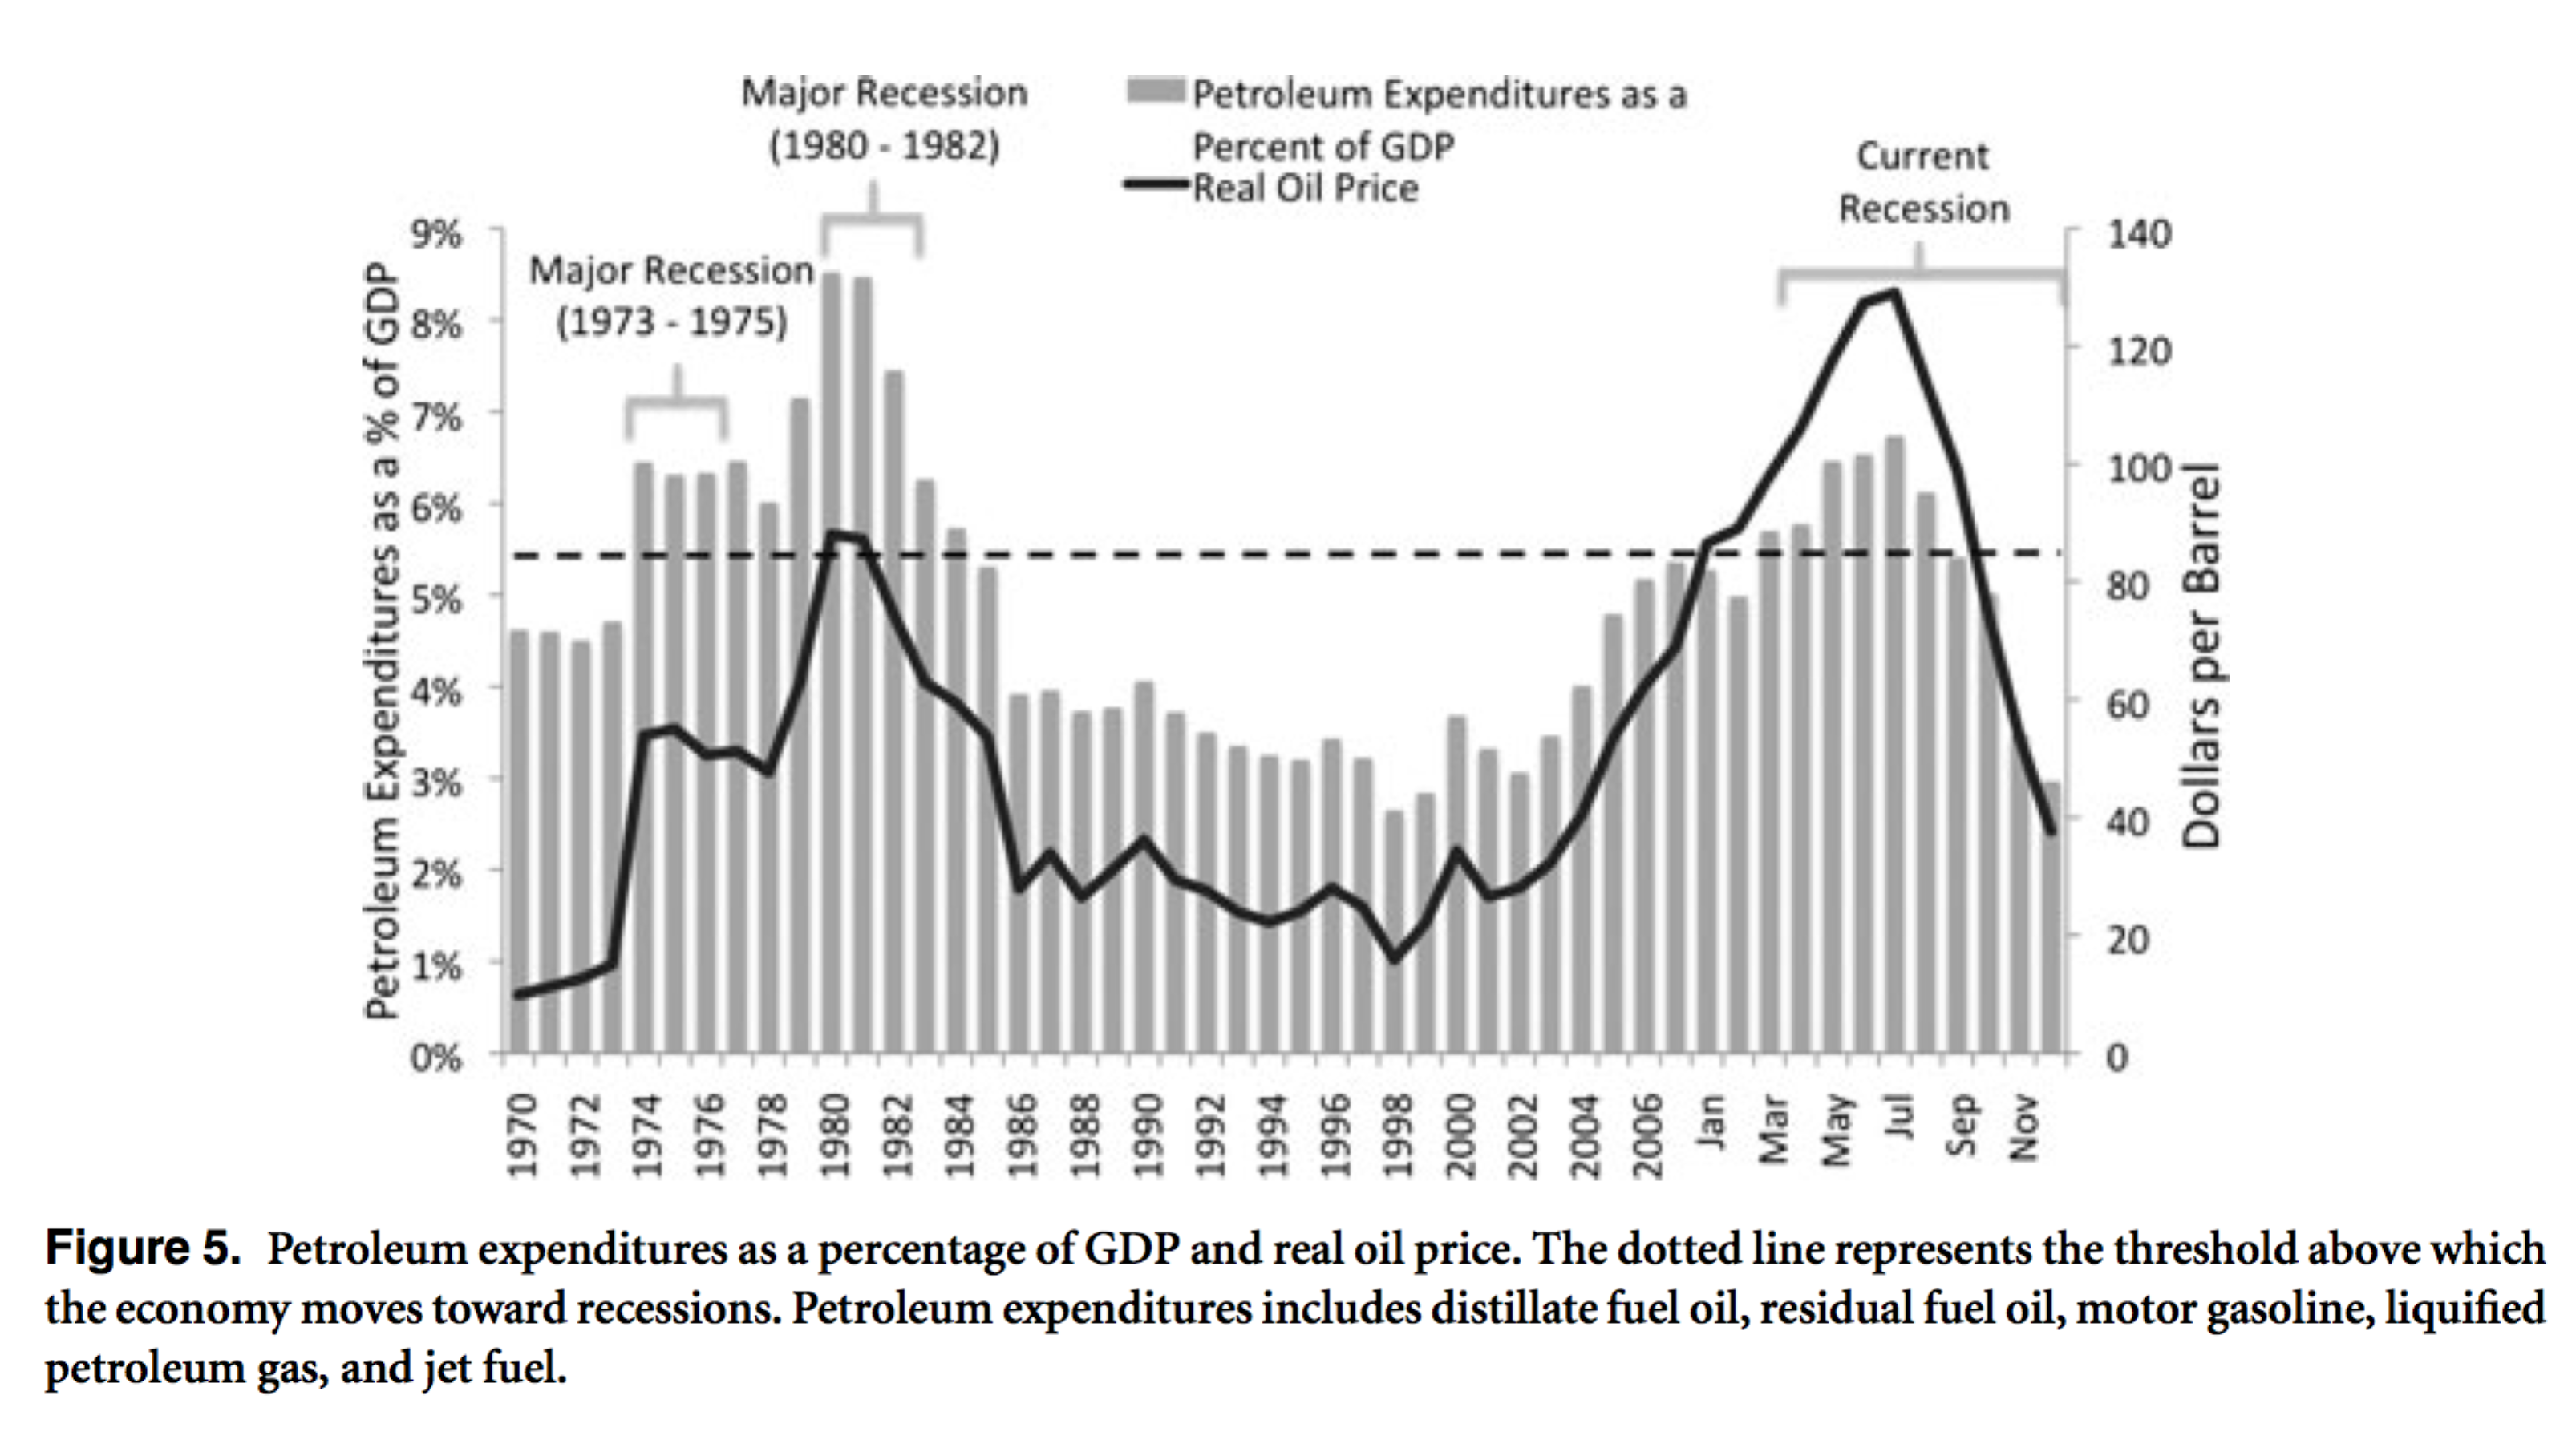 Major Recession
(1980 - 1982)
Petroleum Expenditures as a
Percent of GDP
Real Oil Price
Current
Recession
Major Recession
(1973 - 1975)
Petroleum Expenditures as a % of GDP
9%
8%
7%
6%
5%
4%
3%
2%
1%
0%
140
120
100
80
60
40
20
0
Dollars per Barrel
1970
1972
1974
1976
1978
1980
1982
1984
1986
1988
1990
1992
1994
1996
1998
2000
2002
2004
2006
Jan
Mar
May
Jul
Sep
Nov
Figure 5. Petroleum expenditures as a percentage of GDP and real oil price. The dotted line represents the threshold above which
the economy moves toward recessions. Petroleum expenditures includes distillate fuel oil, residual fuel oil, motor gasoline, liquified
petroleum gas, and jet fuel.